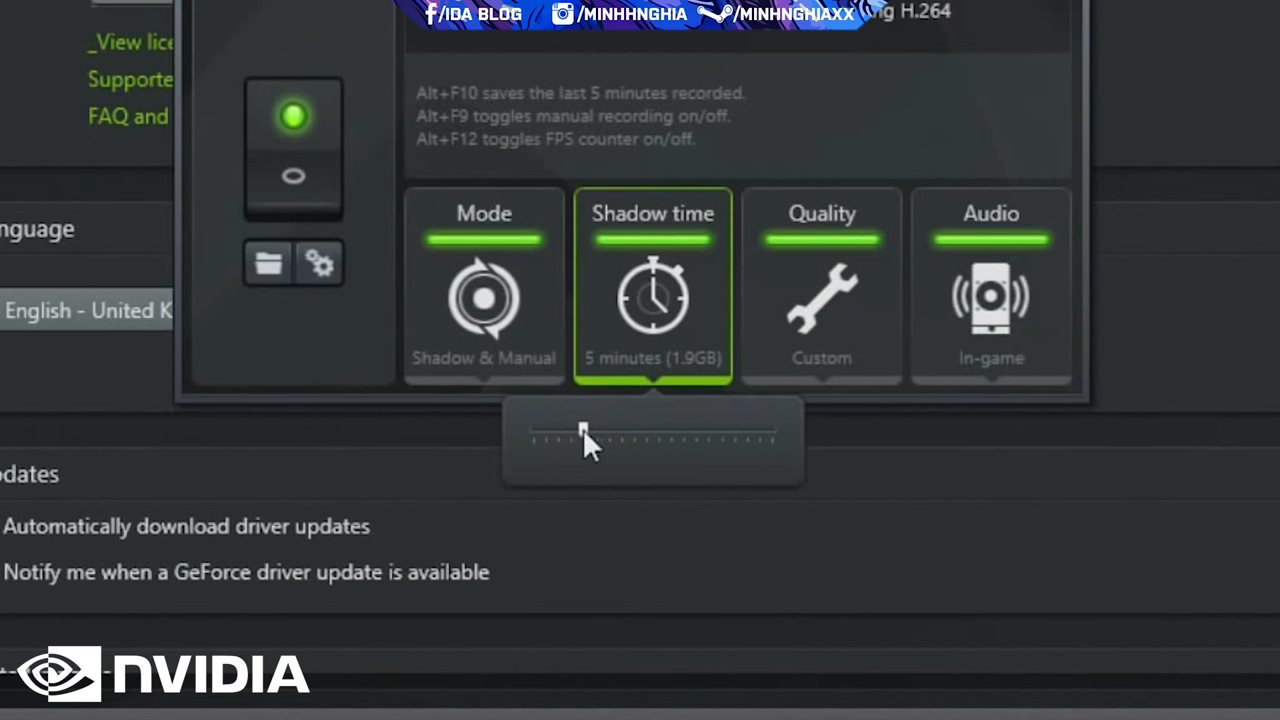 /IDA BLOG /MINHHNGHIA /MINHNGHIAXX
H.264
_View lice
Supporte
FAQ and
Alt+F10 saves the last 5 minutes recorded.
Alt+F9 toggles manual recording on/off.
Alt+F12 toggles FPS counter on/off.
Mode
Shadow time
Quality
Audio
nguage
English - United K
Shadow & Manual
5 minutes (1.9GB)
Custom
In-game
dates
Automatically download driver updates
Notify me when a GeForce driver update is available
NVIDIA